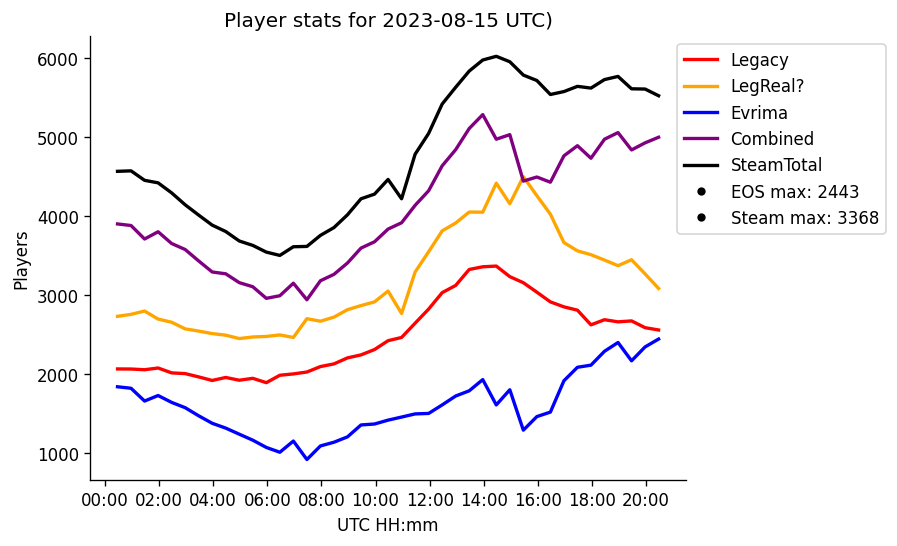 Player stats for 2023-08-15 UTC)
6000
5000
4000
3000
2000
1000
Players
00:00 02:00 04:00 06:00 08:00 10:00 12:00 14:00 16:00 18:00 20:00
UTC HH:mm
Legacy
LegReal?
Evrima
Combined
SteamTotal
EOS max: 2443
Steam max: 3368